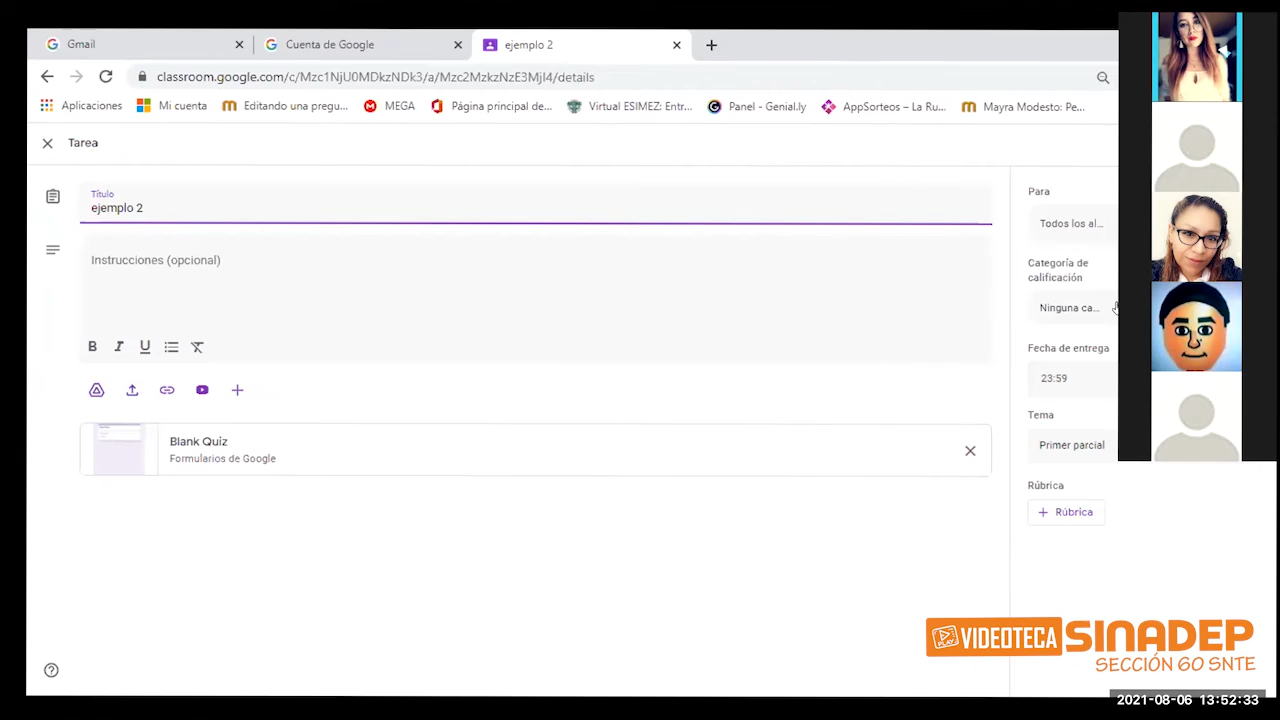 Gmail
Cuenta de Google
ejemplo 2
classroom.google.com/c/Mzc1NjU0MDkzNDk3/a/Mzc2MzkzNzE3MjI4/details
Aplicaciones
Mi cuenta
Editando una pregu...
MEGA
Página principal de...
Virtual ESIMEZ: Entr...
Panel - Genial.ly
AppSorteos – La Ru...
Mayra Modesto: Pe...
Tarea
Título
ejemplo 2
Instrucciones (opcional)
B I U
Blank Quiz
Formularios de Google
Para
Todos los al...
Categoría de
calificación
Ninguna ca...
Fecha de entrega
23:59
Tema
Primer parcial
Rúbrica
+ Rúbrica
PLAY
VIDEOTECA SINADEP
SECCIÓN 60 SNTE
2021-08-06 13:52:33